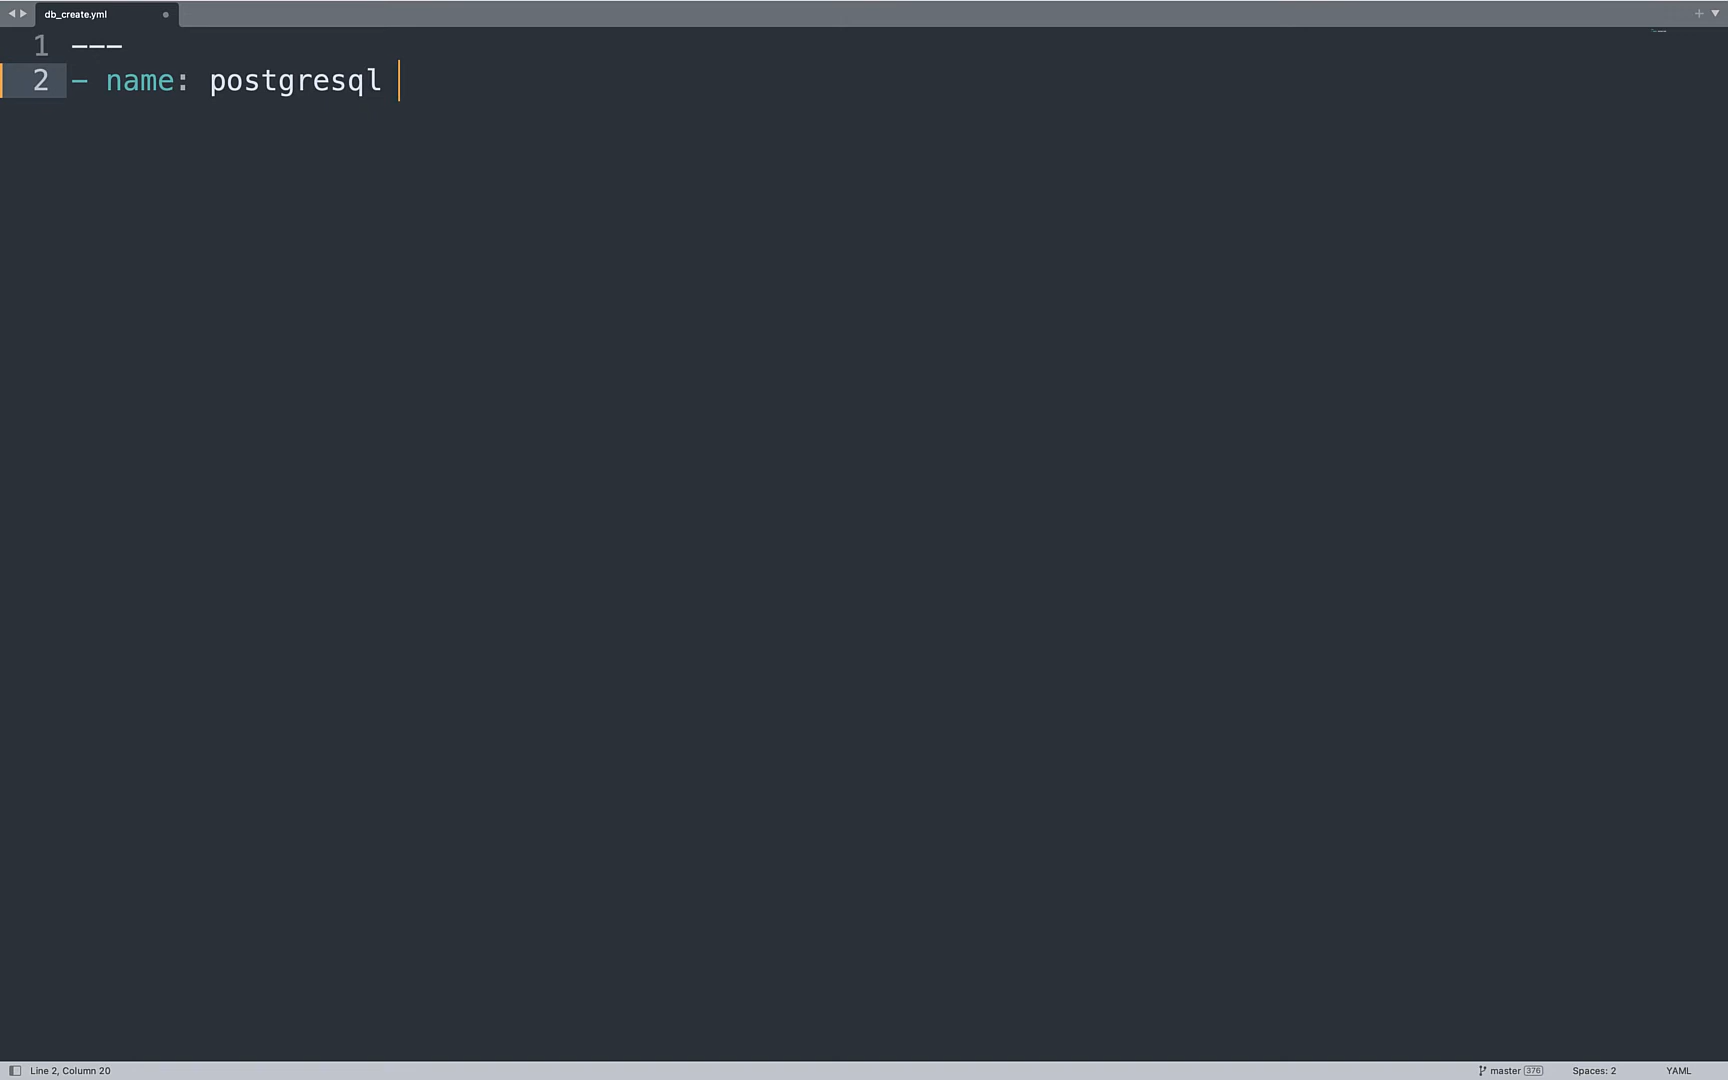 db_create.yml
1 ---
2 - name: postgresql
Line 2, Column 20
master 376
Spaces: 2
YAML